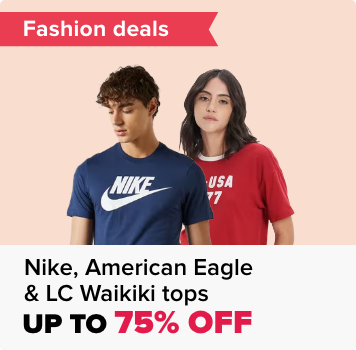 Fashion deals
NIKE
-USA
77
Nike, American Eagle
& LC Waikiki tops
UP TO 75% OFF